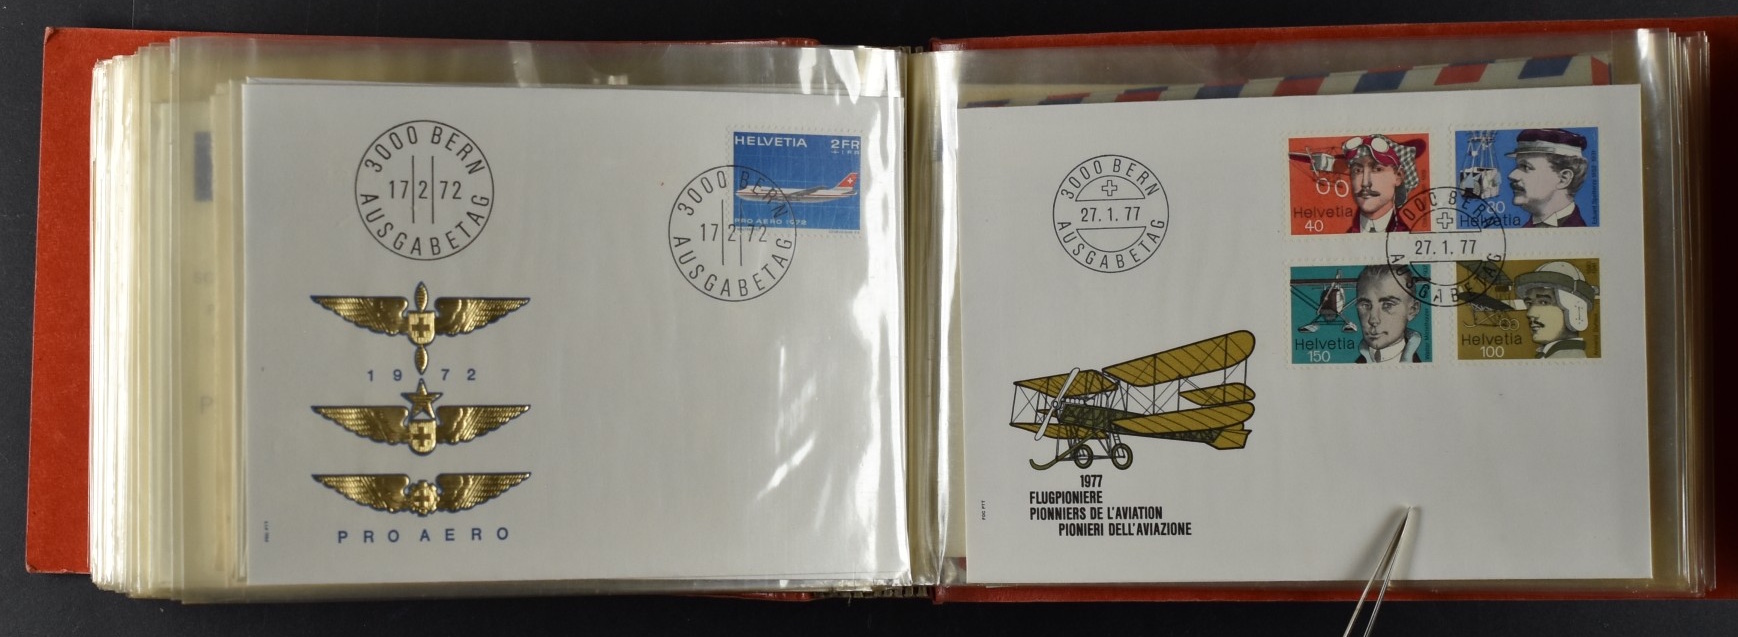 3000 BERN
17 2 72
AUSGABETAG
HELVETIA 2FR
PRO AERO 1972
3000 BERN
17 2 72
AUSGABETAG
1972
PRO AERO
3000 BERN
27.1.77
AUSGABETAG
Helvetia
40
Helvetia
BERN
27.1.77
AUSGABETAG
Helvetia
150
Helvetia
100
1977
FLUGPIONIERE
PIONNIERS DE L'AVIATION
PIONIERI DELL'AVIAZIONE